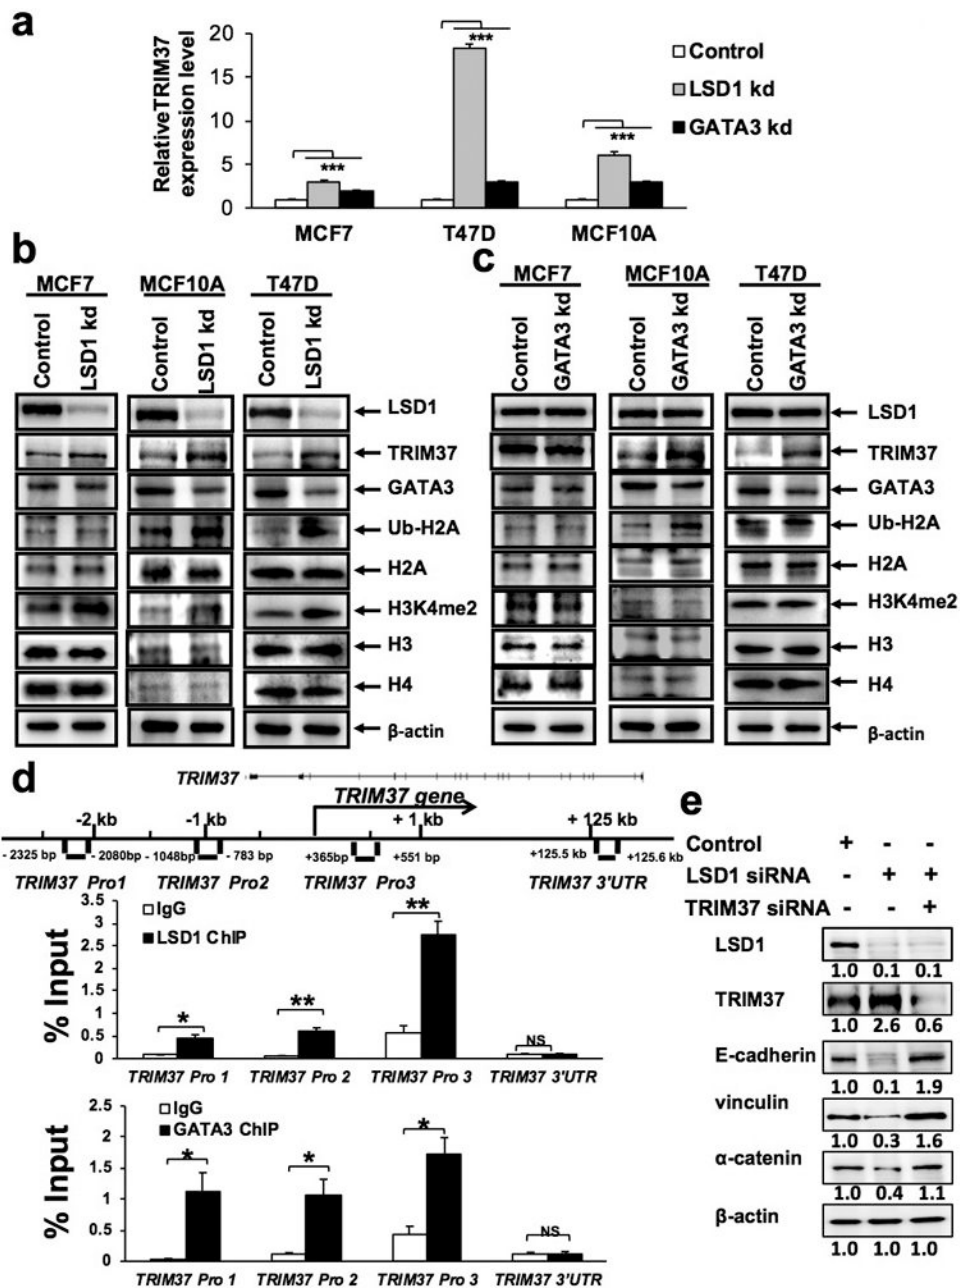 a
RelativeTRIM37
expression level
20
15
10
5
0
***
***
***
Control
LSD1 kd
GATA3 kd
MCF7
T47D
MCF10A
b
MCF7
MCF10A
T47D
Control
LSD1 kd
Control
LSD1 kd
Control
LSD1 kd
LSD1
TRIM37
GATA3
Ub-H2A
H2A
H3K4me2
H3
H4
β-actin
c
MCF7
MCF10A
T47D
Control
GATA3 kd
Control
GATA3 kd
Control
GATA3 kd
LSD1
TRIM37
GATA3
Ub-H2A
H2A
H3K4me2
H3
H4
β-actin
d
TRIM37
TRIM37 gene
-2 kb
-1 kb
+ 1 kb
+ 125 kb
- 2325 bp
- 2080bp
- 1048bp
- 783 bp
+365bp
+551 bp
+125.5 kb
+125.6 kb
TRIM37 Pro1
TRIM37 Pro2
TRIM37 Pro3
TRIM37 3'UTR
% Input
3.5
3
2.5
2
1.5
1
0.5
0
IgG
LSD1 ChIP
*
**
**
NS
TRIM37 Pro 1
TRIM37 Pro 2
TRIM37 Pro 3
TRIM37 3'UTR
% Input
2.5
2
1.5
1
0.5
0
IgG
GATA3 ChIP
*
*
*
NS
TRIM37 Pro 1
TRIM37 Pro 2
TRIM37 Pro 3
TRIM37 3'UTR
e
Control + - -
LSD1 siRNA - + +
TRIM37 siRNA - - +
LSD1
1.0 0.1 0.1
TRIM37
1.0 2.6 0.6
E-cadherin
1.0 0.1 1.9
vinculin
1.0 0.3 1.6
α-catenin
1.0 0.4 1.1
β-actin
1.0 1.0 1.0